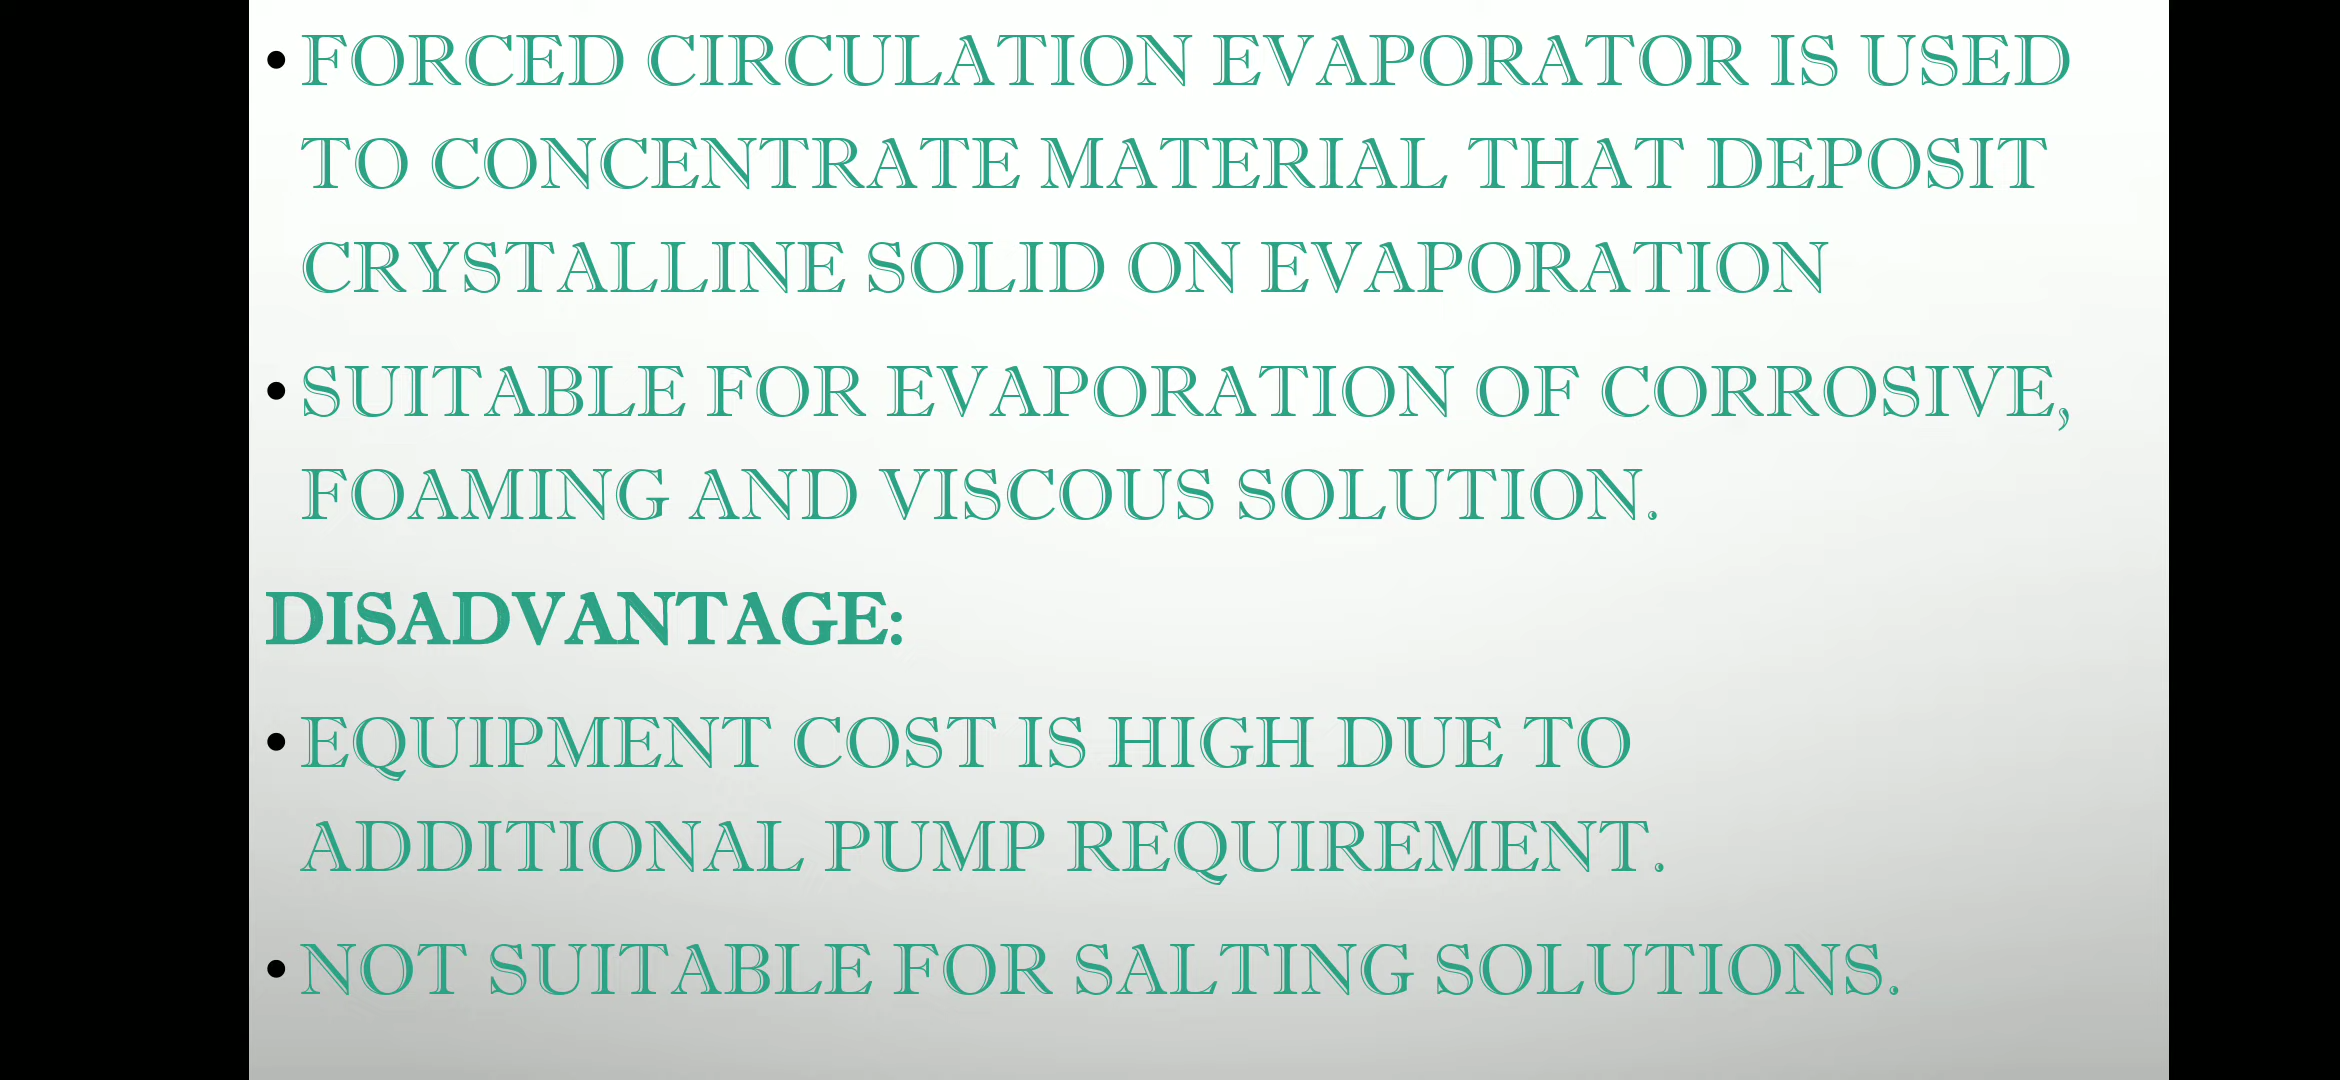 • FORCED CIRCULATION EVAPORATOR IS USED
TO CONCENTRATE MATERIAL THAT DEPOSIT
CRYSTALLINE SOLID ON EVAPORATION
• SUITABLE FOR EVAPORATION OF CORROSIVE,
FOAMING AND VISCOUS SOLUTION.
DISADVANTAGE:
• EQUIPMENT COST IS HIGH DUE TO
ADDITIONAL PUMP REQUIREMENT.
• NOT SUITABLE FOR SALTING SOLUTIONS.